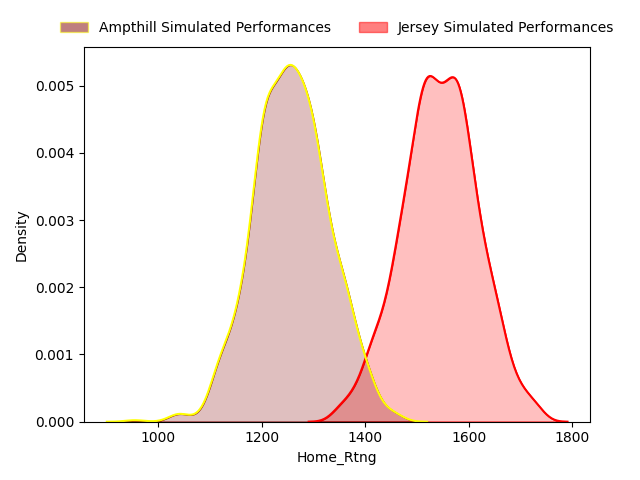 Ampthill Simulated Performances Jersey Simulated Performances
Density
0.005
0.004
0.003
0.002
0.001
0.000
1000 1200 1400 1600 1800
Home_Rtng